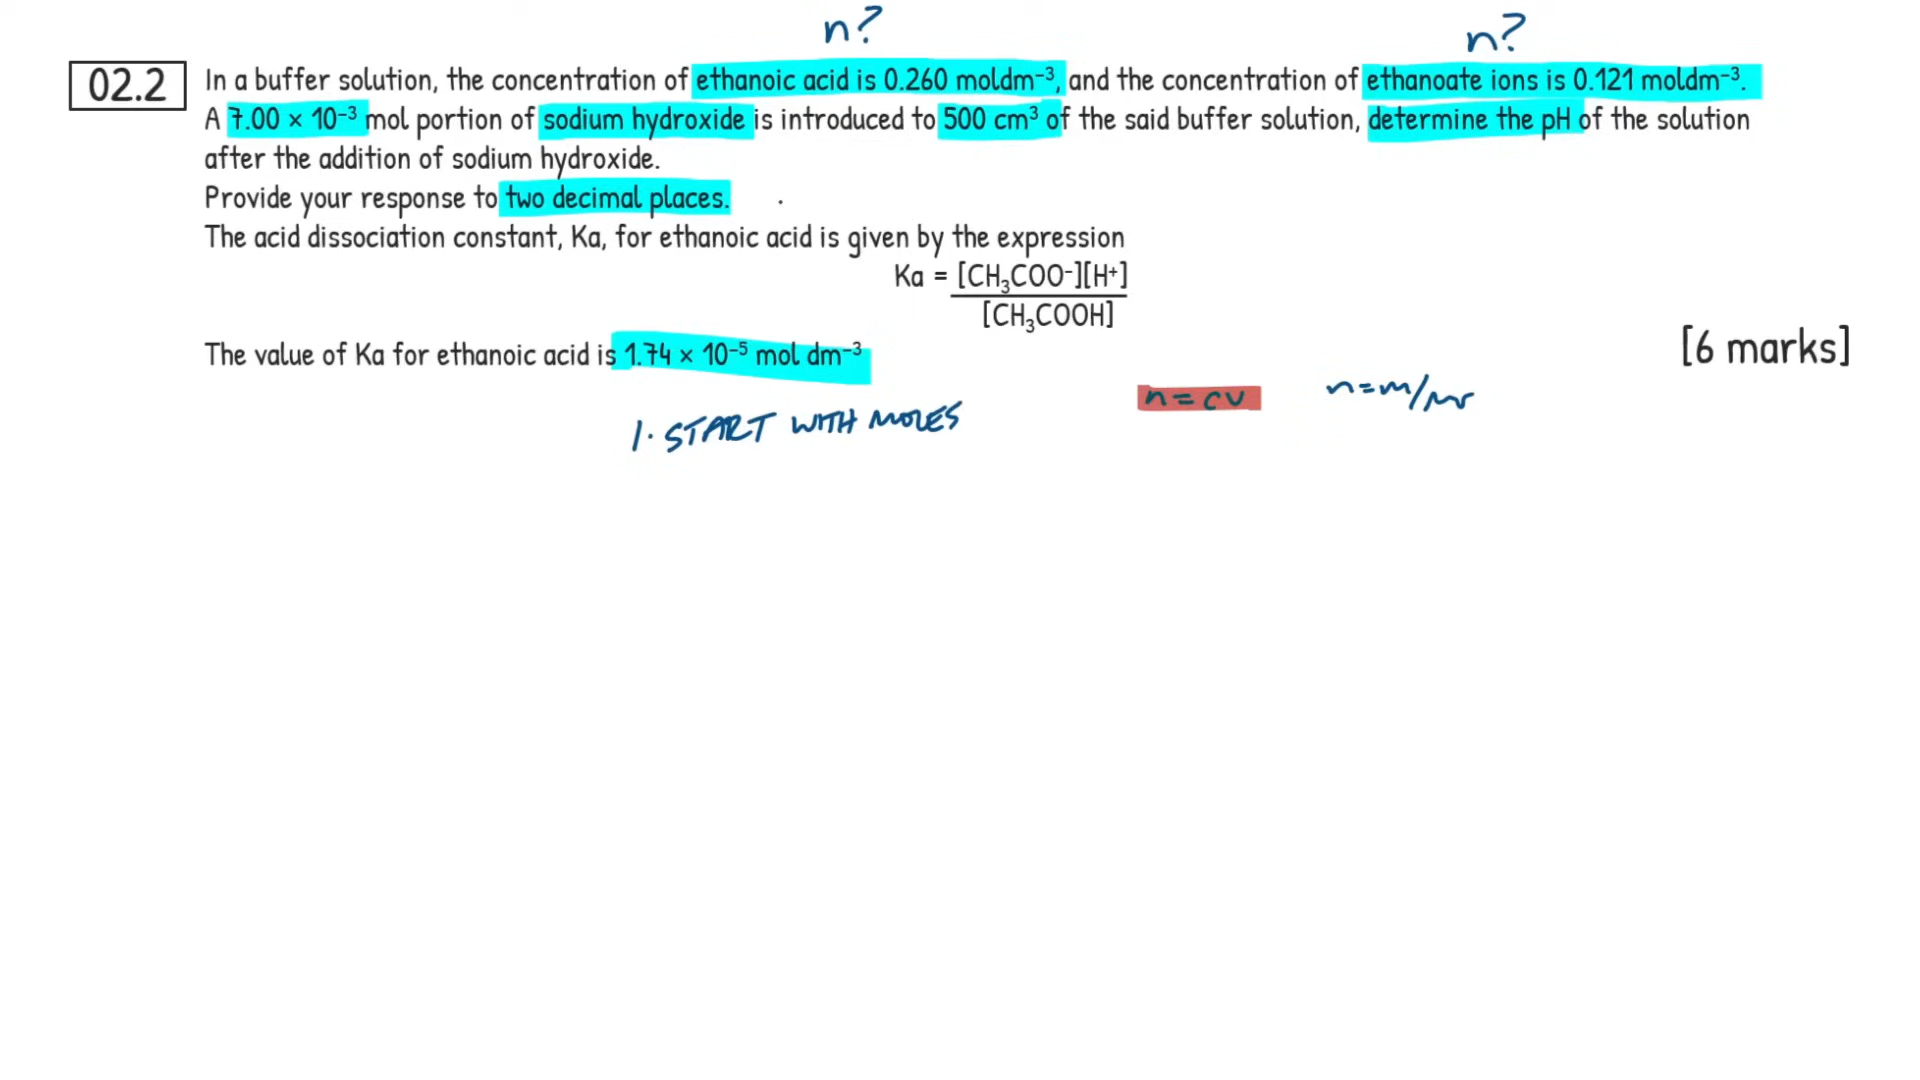 n? n?
02.2 In a buffer solution, the concentration of ethanoic acid is 0.260 moldm⁻³, and the concentration of ethanoate ions is 0.121 moldm⁻³.
A 7.00 × 10⁻³ mol portion of sodium hydroxide is introduced to 500 cm³ of the said buffer solution, determine the pH of the solution
after the addition of sodium hydroxide.
Provide your response to two decimal places.
The acid dissociation constant, Ka, for ethanoic acid is given by the expression
Ka = [CH₃COO⁻][H⁺]
[CH₃COOH]
The value of Ka for ethanoic acid is 1.74 × 10⁻⁵ mol dm⁻³ [6 marks]
n = cv n=m/Mr
1. START WITH MOLES